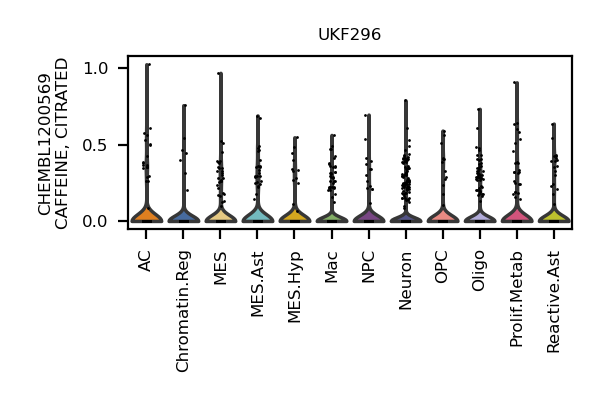 UKF296
CHEMBL1200569
CAFFEINE, CITRATED
1.0
0.5
0.0
AC
Chromatin.Reg
MES
MES.Ast
MES.Hyp
Mac
NPC
Neuron
OPC
Oligo
Prolif.Metab
Reactive.Ast